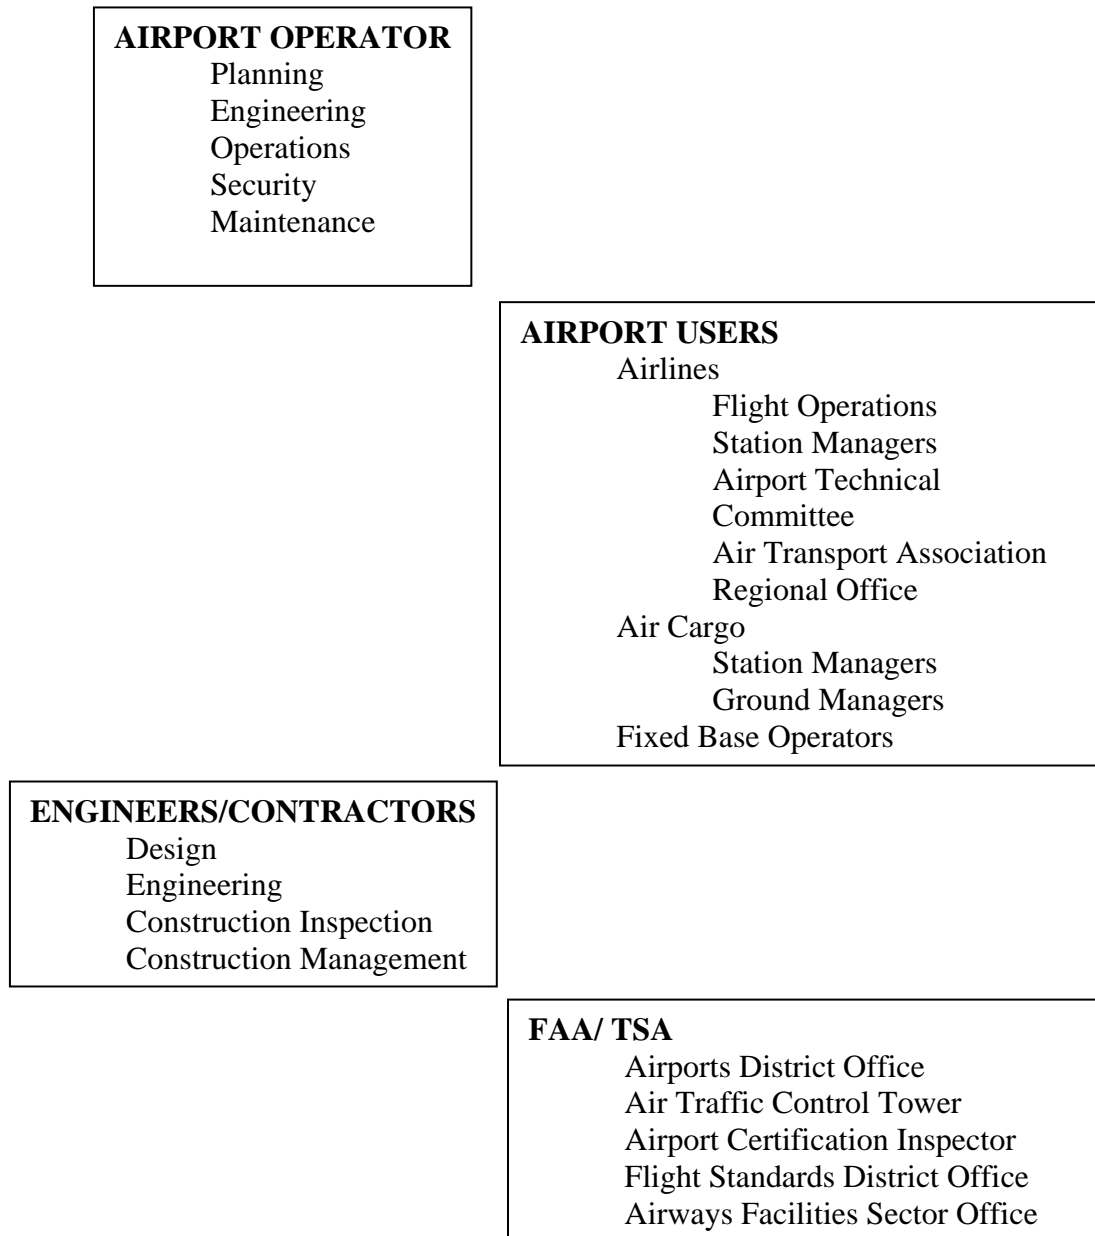 AIRPORT OPERATOR
Planning
Engineering
Operations
Security
Maintenance
AIRPORT USERS
Airlines
Flight Operations
Station Managers
Airport Technical
Committee
Air Transport Association
Regional Office
Air Cargo
Station Managers
Ground Managers
Fixed Base Operators
ENGINEERS/CONTRACTORS
Design
Engineering
Construction Inspection
Construction Management
FAA/ TSA
Airports District Office
Air Traffic Control Tower
Airport Certification Inspector
Flight Standards District Office
Airways Facilities Sector Office